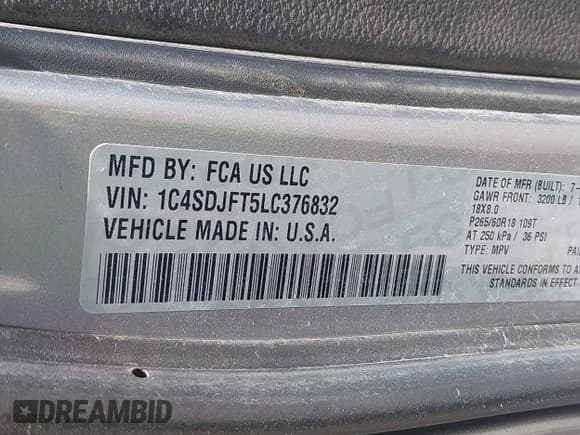 MFD BY: FCA US LLC
VIN: 1C4SDJFT5LC376832
VEHICLE MADE IN: U.S.A.
DATE OF MFR (BUILT): 7-
GAWR FRONT: 3200 LB /
18X8.0
P265/60R18 109T
AT 250 kPa / 36 PSI
TYPE: MPV
THIS VEHICLE CONFORMS TO
STANDARDS IN EFFECT
DREAMBID